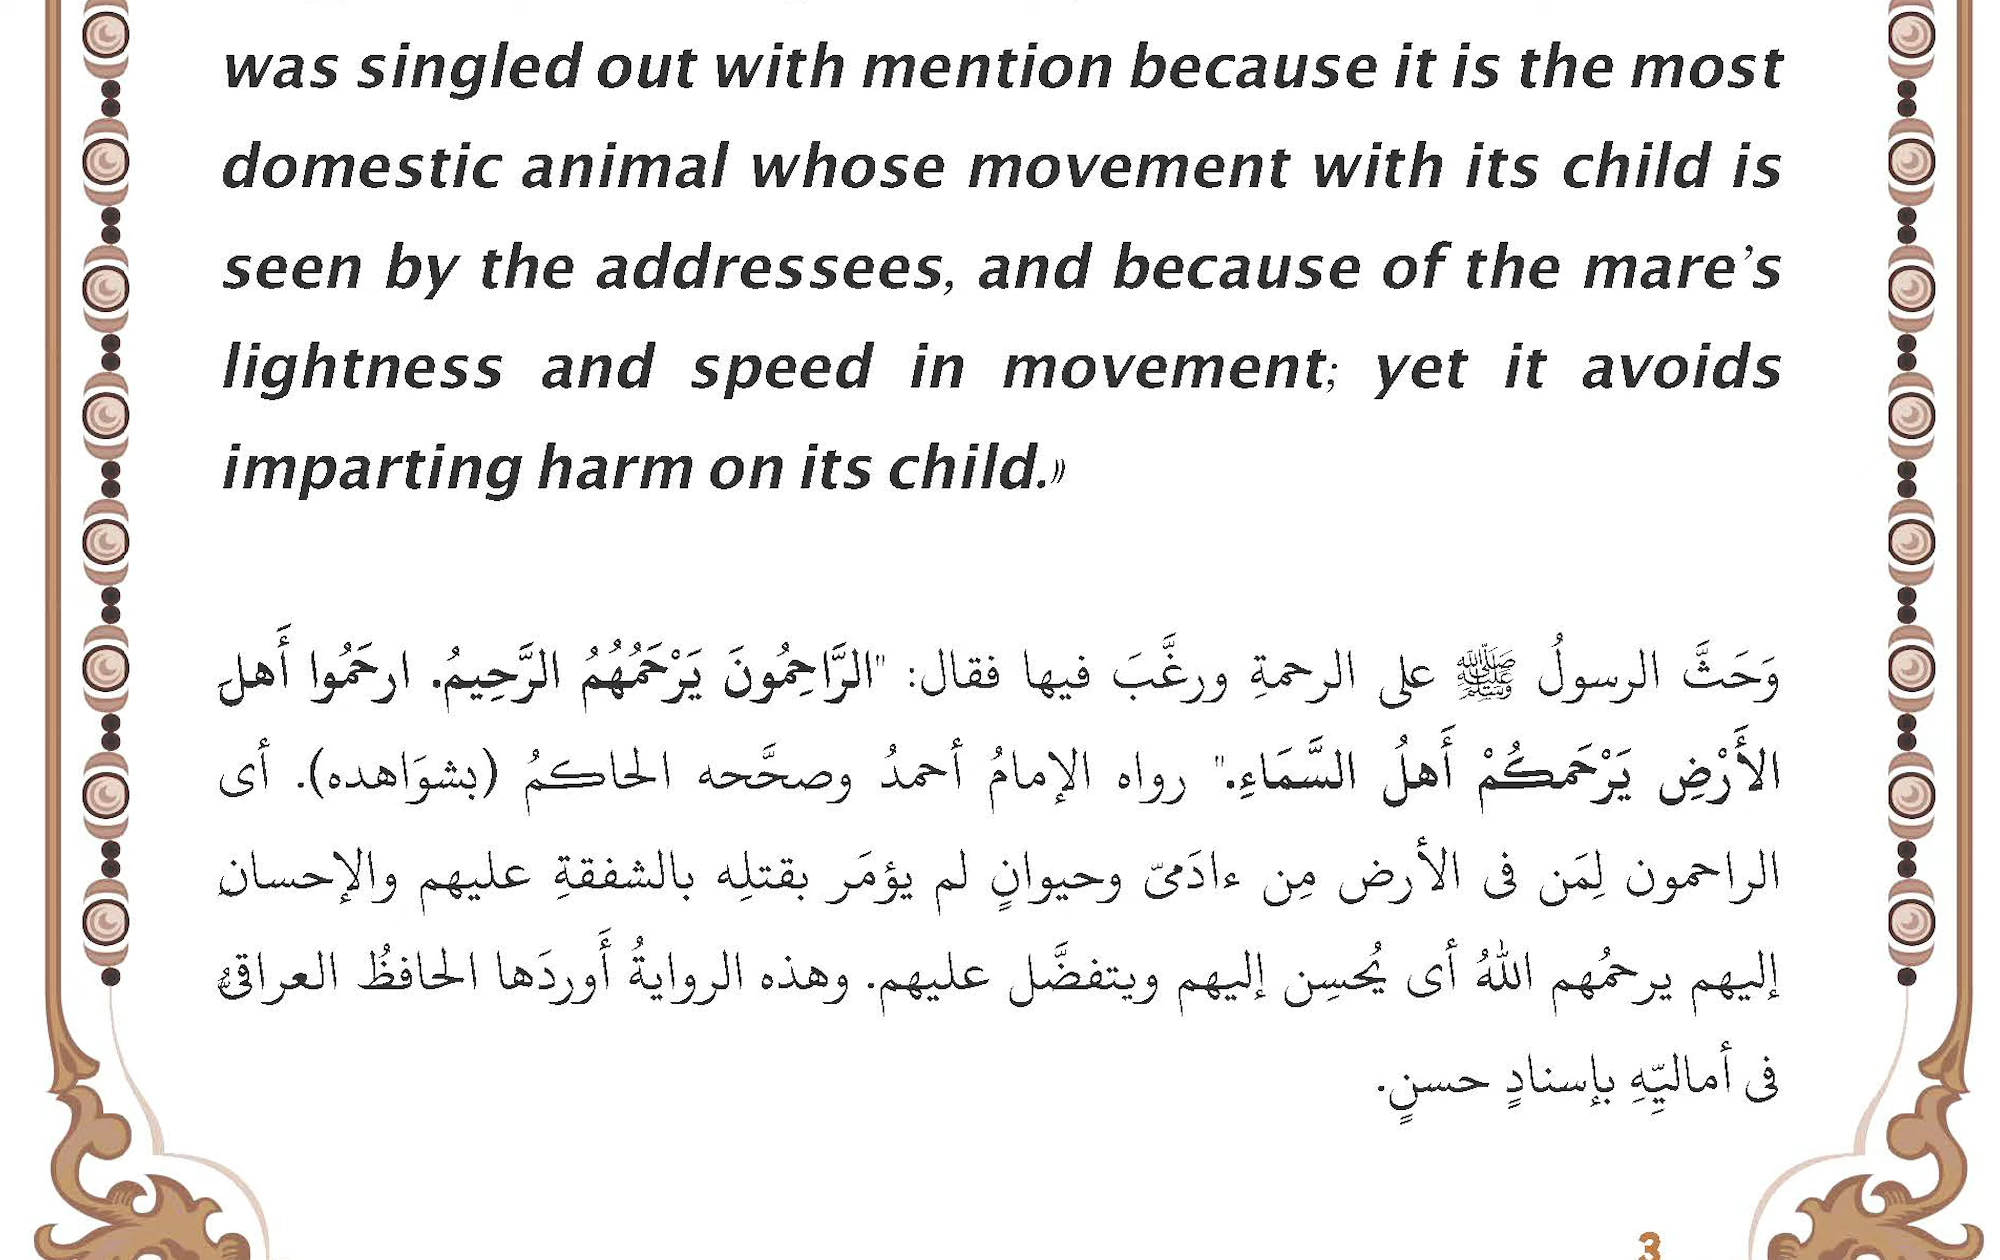 was singled out with mention because it is the most
domestic animal whose movement with its child is
seen by the addressees, and because of the mare's
lightness and speed in movement; yet it avoids
imparting harm on its child.»
وَحَثَّ الرسولُ ﷺ على الرحمةِ ورغَّبَ فيها فقال: "الرَّاحِمُونَ يَرْحَمُهُمُ الرَّحِيمُ. ارحَمُوا أَهل
الأَرْضِ يَرْحَمكُمْ أَهلُ السَّمَاءِ." رواه الإمامُ أحمدُ وصحَّحه الحاكمُ (بشوَاهده). أى
الراحمون لِمَن فى الأرض مِن ءادَمىّ وحيوانٍ لم يؤمَر بقتلِه بالشفقةِ عليهم والإحسانِ
إليهم يرحمُهم اللهُ أى يُحسِن إليهم ويتفضَّل عليهم. وهذه الروايةُ أَوردَها الحافظُ العراقىُّ
فى أماليِّهِ بإسنادٍ حسنٍ.
3